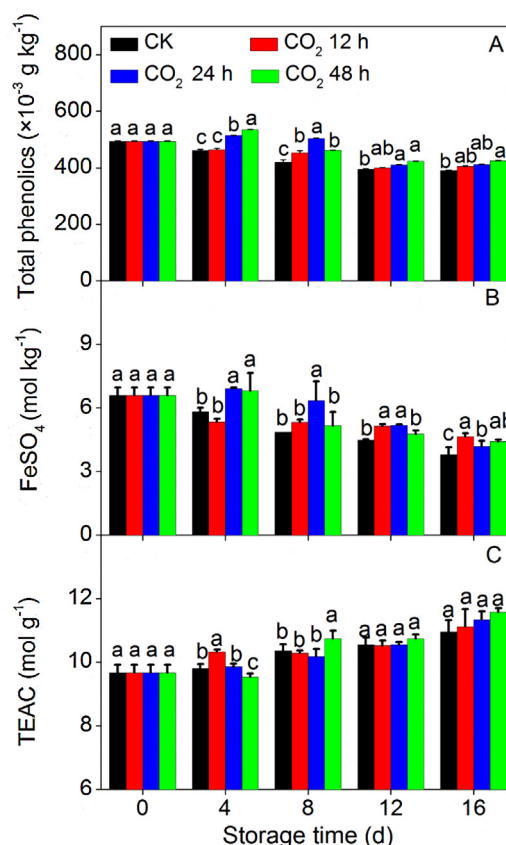 CK CO₂ 12 h A
CO₂ 24 h CO₂ 48 h
Total phenolics (×10⁻³ g kg⁻¹)
800
600
400
200
0
a a a a c c b a c b a b b ab a a b ab ab a
B
FeSO₄ (mol kg⁻¹)
9
6
3
0
a a a a b b a a b b a b b a a b c a b ab
C
TEAC (mol g⁻¹)
12
10
8
6
a a a a b a b c b b b a a a a a a a a a
0 4 8 12 16
Storage time (d)